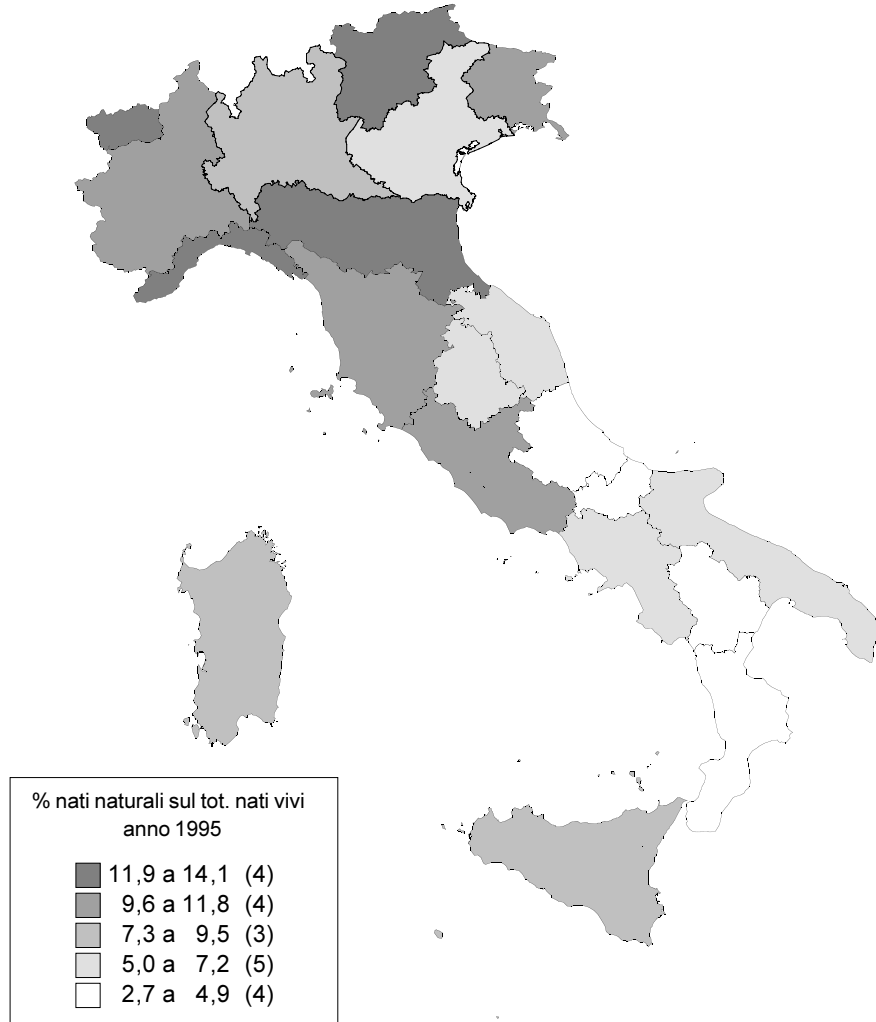 % nati naturali sul tot. nati vivi
anno 1995
11,9 a 14,1 (4)
9,6 a 11,8 (4)
7,3 a 9,5 (3)
5,0 a 7,2 (5)
2,7 a 4,9 (4)